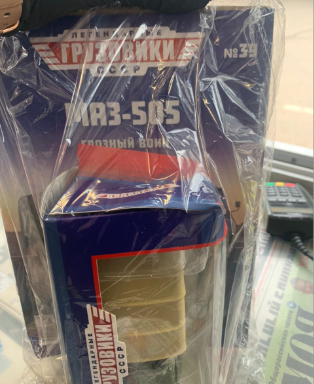 ЛЕГЕНДАРНЫЕ
ГРУЗОВИКИ
СССР
№39
МАЗ-505
ГРОЗНЫЙ ВОИН
ЛЕГЕНДАРНЫЕ
ГРУЗОВИКИ
СССР